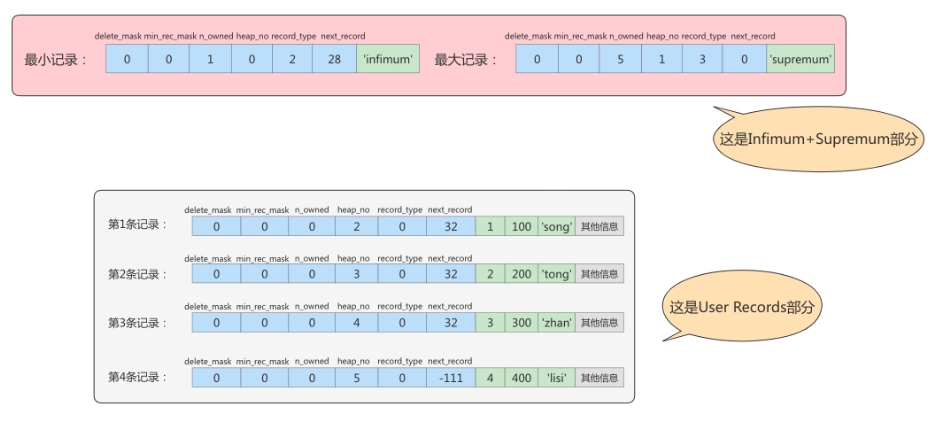 delete_mask min_rec_mask n_owned heap_no record_type next_record
最小记录： 0 0 1 0 2 28 'infimum'
delete_mask min_rec_mask n_owned heap_no record_type next_record
最大记录： 0 0 5 1 3 0 'supremum'
这是Infimum+Supremum部分
delete_mask min_rec_mask n_owned heap_no record_type next_record
第1条记录： 0 0 0 2 0 32 1 100 'song' 其他信息
delete_mask min_rec_mask n_owned heap_no record_type next_record
第2条记录： 0 0 0 3 0 32 2 200 'tong' 其他信息
delete_mask min_rec_mask n_owned heap_no record_type next_record
第3条记录： 0 0 0 4 0 32 3 300 'zhan' 其他信息
delete_mask min_rec_mask n_owned heap_no record_type next_record
第4条记录： 0 0 0 5 0 -111 4 400 'lisi' 其他信息
这是User Records部分